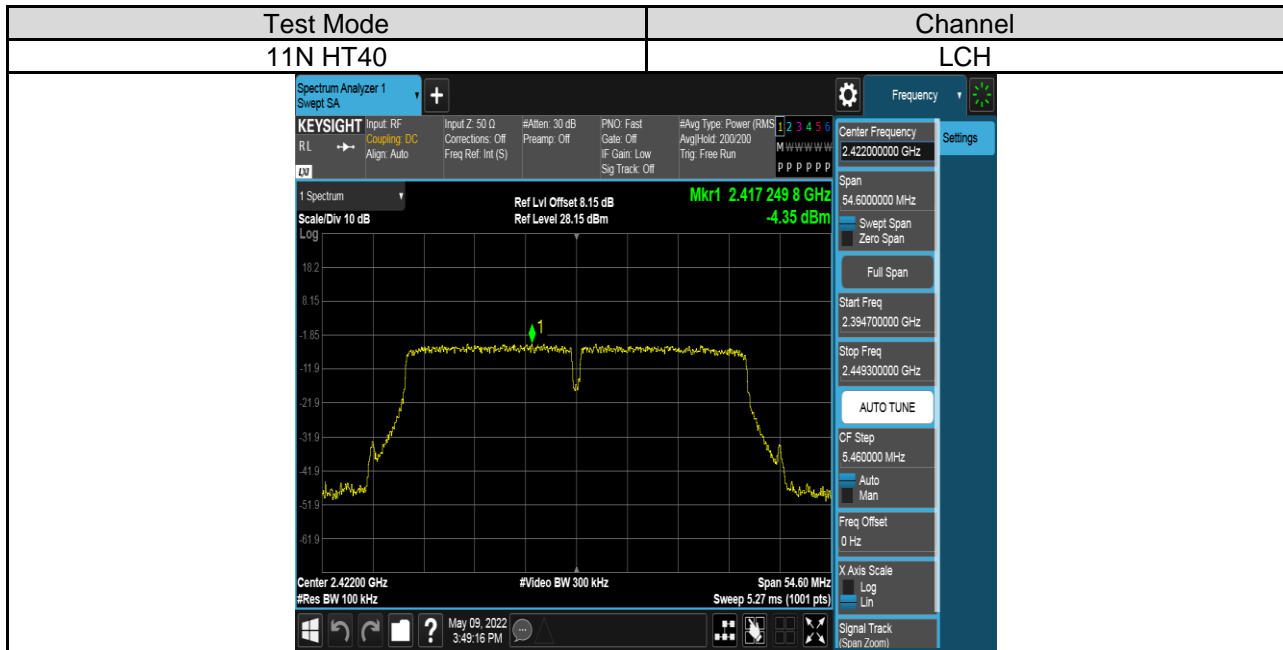 Test Mode Channel
11N HT40 LCH
Spectrum Analyzer 1
Swept SA
+
Frequency
KEYSIGHT Input: RF Input Z: 50 Ω #Atten: 30 dB PNO: Fast #Avg Type: Power (RMS 1 2 3 4 5 6
Coupling: DC Corrections: Off Preamp: Off Gate: Off Avg|Hold: 200/200 M W W W W W
RL Align: Auto Freq Ref: Int (S) IF Gain: Low Trig: Free Run
LXI Sig Track: Off P P P P P P
Center Frequency Settings
2.422000000 GHz
1 Spectrum Ref Lvl Offset 8.15 dB Mkr1 2.417 249 8 GHz
Scale/Div 10 dB Ref Level 28.15 dBm -4.35 dBm
Log
18.2
8.15
-1.85
-11.9
-21.9
-31.9
-41.9
-51.9
-61.9
1
Center 2.42200 GHz #Video BW 300 kHz Span 54.60 MHz
#Res BW 100 kHz Sweep 5.27 ms (1001 pts)
Span
54.6000000 MHz
Swept Span
Zero Span
Full Span
Start Freq
2.394700000 GHz
Stop Freq
2.449300000 GHz
AUTO TUNE
CF Step
5.460000 MHz
Auto
Man
Freq Offset
0 Hz
X Axis Scale
Log
Lin
Signal Track
(Span Zoom)
? May 09, 2022
3:49:16 PM